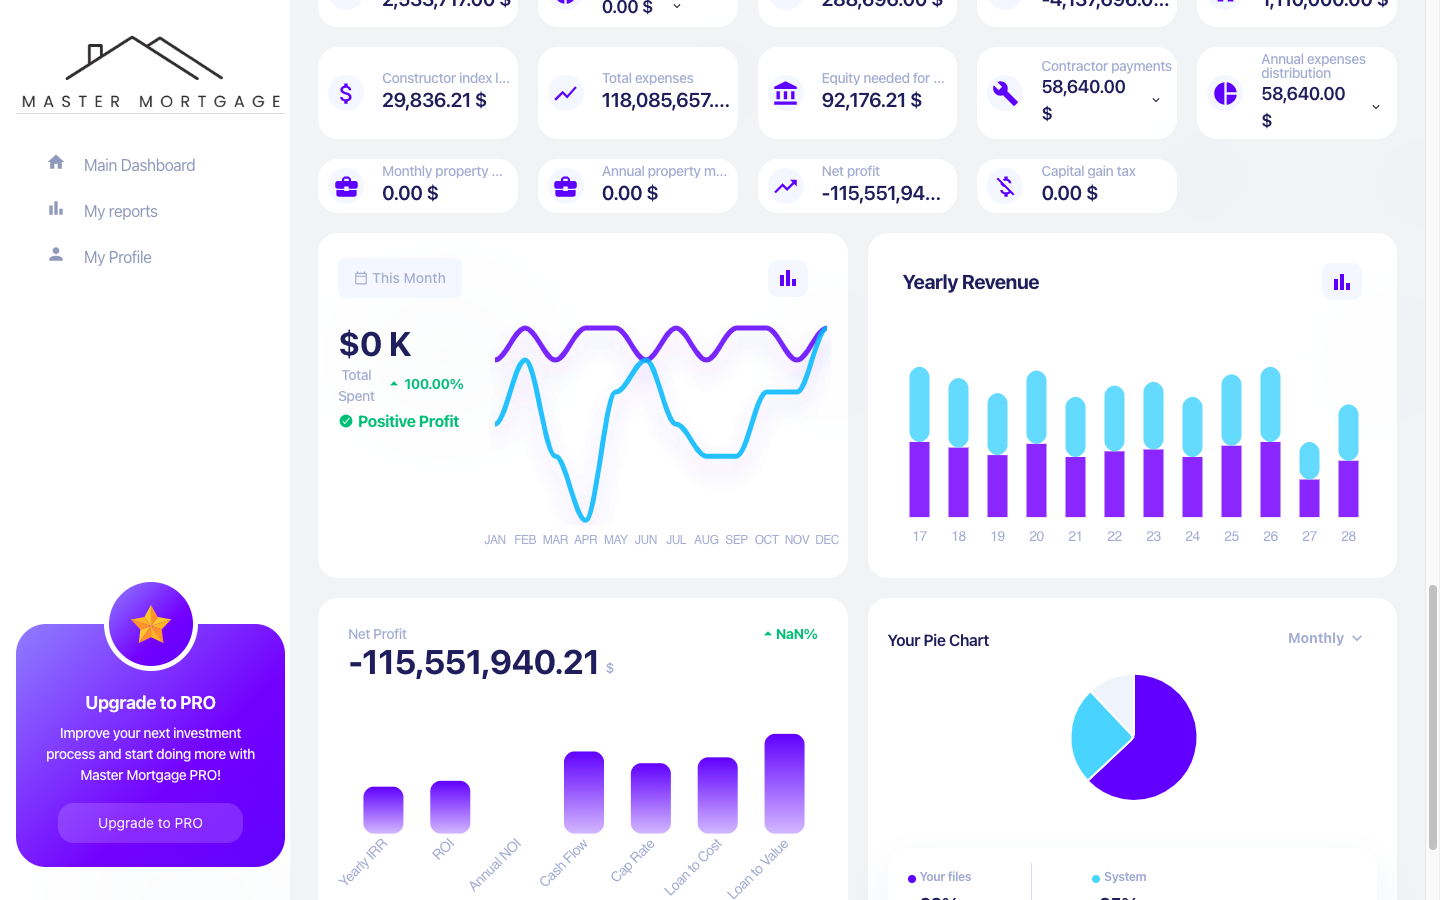 2,533,717.00 $
0.00 $
288,696.00 $
1,110,000.00 $
MASTER MORTGAGE
Main Dashboard
My reports
My Profile
Constructor index l...
29,836.21 $
Total expenses
118,085,657....
Equity needed for ...
92,176.21 $
Contractor payments
58,640.00
$
Annual expenses
distribution
58,640.00
$
Monthly property ...
0.00 $
Annual property m...
0.00 $
Net profit
-115,551,94...
Capital gain tax
0.00 $
This Month
$0 K
Total
Spent
100.00%
Positive Profit
JAN FEB MAR APR MAY JUN JUL AUG SEP OCT NOV DEC
Yearly Revenue
17 18 19 20 21 22 23 24 25 26 27 28
Upgrade to PRO
Improve your next investment
process and start doing more with
Master Mortgage PRO!
Upgrade to PRO
Net Profit
NaN%
-115,551,940.21 $
Yearly IRR
ROI
Annual NOI
Cash Flow
Cap Rate
Loan to Cost
Loan to Value
Your Pie Chart
Monthly
Your files
System